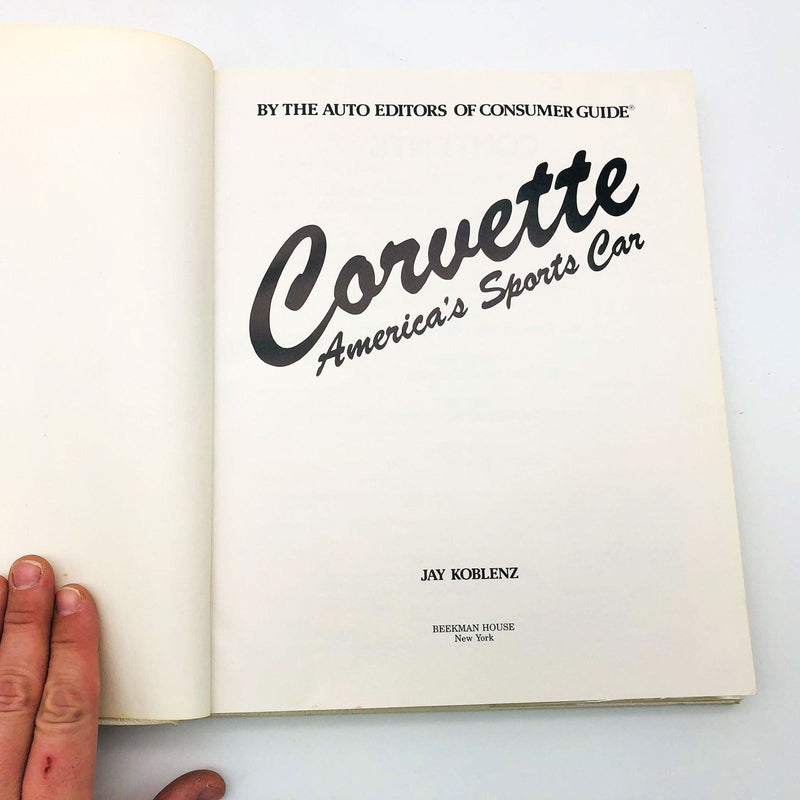 BY THE AUTO EDITORS OF CONSUMER GUIDE®
Corvette
America's Sports Car
JAY KOBLENZ
BEEKMAN HOUSE
New York